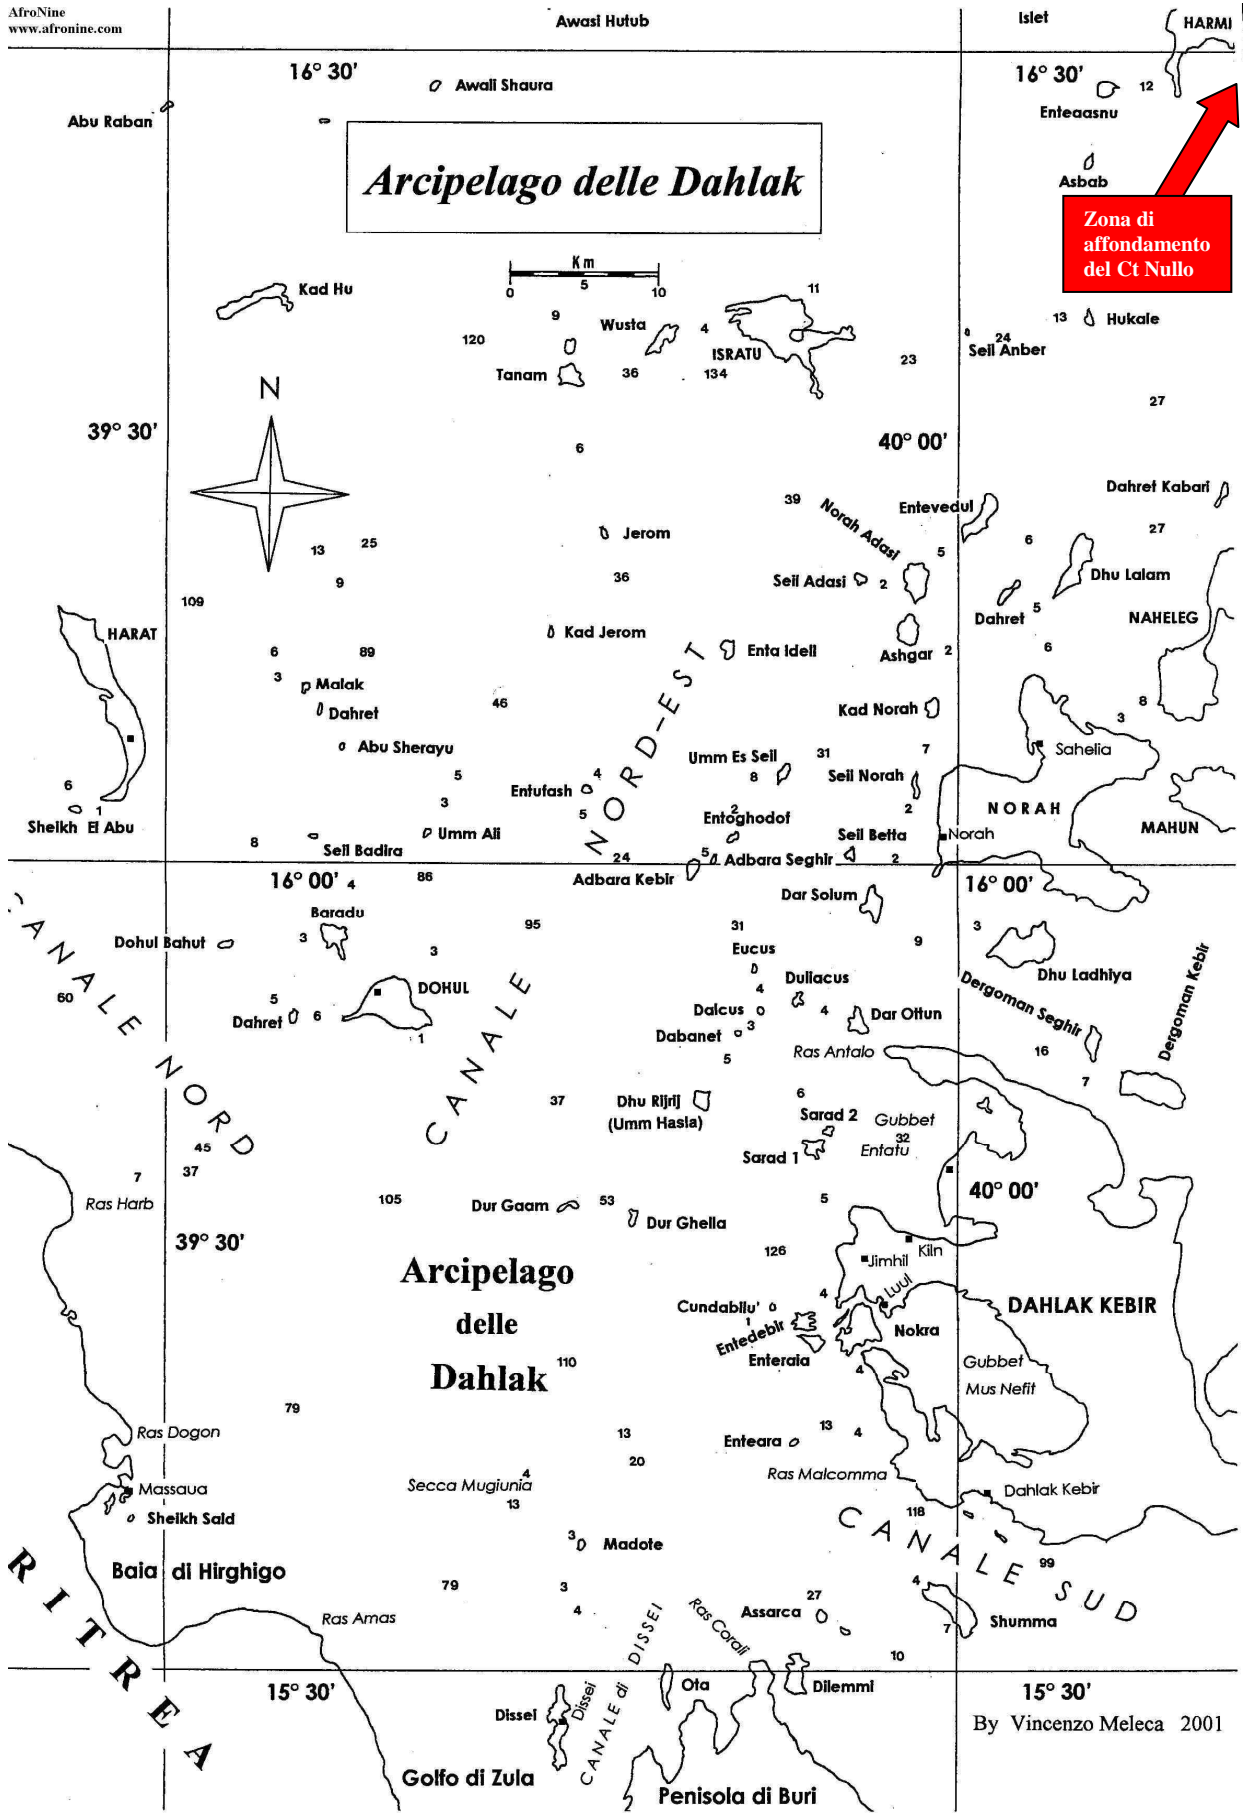 AfroNine
www.afronine.com
Awasi Hutub
Islet
HARMI
16° 30'
Awali Shaura
16° 30'
12
Enteaasnu
Abu Raban
Arcipelago delle Dahlak
Asbab
Zona di
affondamento
del Ct Nullo
Km
0 5 10
Kad Hu
11
9
Wusta
4
120
ISRATU
13
Hukale
24
Seil Anber
23
Tanam
36
134
N
27
39° 30'
6
40° 00'
39
Norah Adasi
Entevedul
Dahret Kabari
27
Jerom
13
25
5
6
9
36
Seil Adasi
2
Dhu Lalam
109
5
Dahret
NAHELEG
HARAT
Kad Jerom
6
89
Enta Idell
Ashgar
2
6
3
Malak
46
Kad Norah
8
3
Dahret
Abu Sherayu
NORD-EST
Umm Es Seil
31
7
Sahelia
6
5
4
8
Seil Norah
Entufash
3
1
5
2
2
NORAH
Sheikh El Abu
Umm Ali
Entoghodof
Seil Betta
Norah
MAHUN
8
Seil Badira
24
5
Adbara Seghir
2
16° 00'
4
86
Adbara Kebir
16° 00'
Dar Solum
Baradu
CANALE NORD
Dohul Bahut
3
3
95
31
9
3
Eucus
Dhu Ladhiya
Dergoman Kebir
60
5
DOHUL
4
Dullacus
Dergoman Seghir
Dahret
6
1
CANALE
Dalcus
4
Dar Ottun
3
Dabanet
5
Ras Antalo
16
7
37
Dhu Rijrij
(Umm Hasla)
6
Sarad 2
Gubbet
32
Entatu
45
Sarad 1
7
37
Ras Harb
105
Dur Gaam
53
5
40° 00'
Dur Ghella
39° 30'
126
Kiln
Jimhil
Arcipelago
delle
Dahlak
Luul
4
Cundabilu'
1
DAHLAK KEBIR
Entedebir
Nokra
Enteraia
110
4
Gubbet
Mus Nefit
79
Ras Dogon
13
13
4
Enteara
20
Massaua
Secca Mugiunia
4
Ras Malcomma
Dahlak Kebir
13
Sheikh Said
118
3
Madote
CANALE SUD
99
Baia di Hirghigo
79
3
4
4
27
Ras Amas
Assarca
Ras Corali
7
Shumma
RITREA
CANALE di DISSEI
10
15° 30'
Ota
Dilemmi
15° 30'
Dissei
Dissei
By Vincenzo Meleca 2001
Golfo di Zula
Penisola di Buri